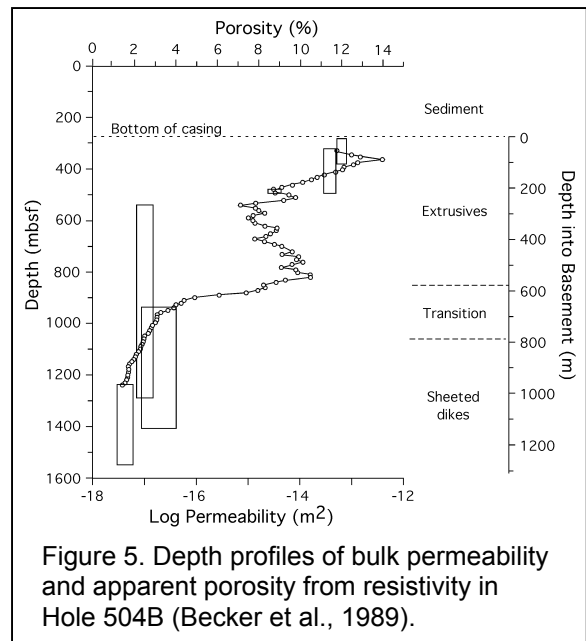 Porosity (%)
0 1 2 3 4 6 8 10 12 14
0
200
400
600
800
1000
1200
1400
1600
Depth (mbsf)
Bottom of casing
Sediment
Extrusives
Transition
Sheeted
dikes
0
200
400
600
800
1000
1200
Depth into Basement (m)
-18 -16 -14 -12
Log Permeability (m2)
Figure 5. Depth profiles of bulk permeability
and apparent porosity from resistivity in
Hole 504B (Becker et al., 1989).